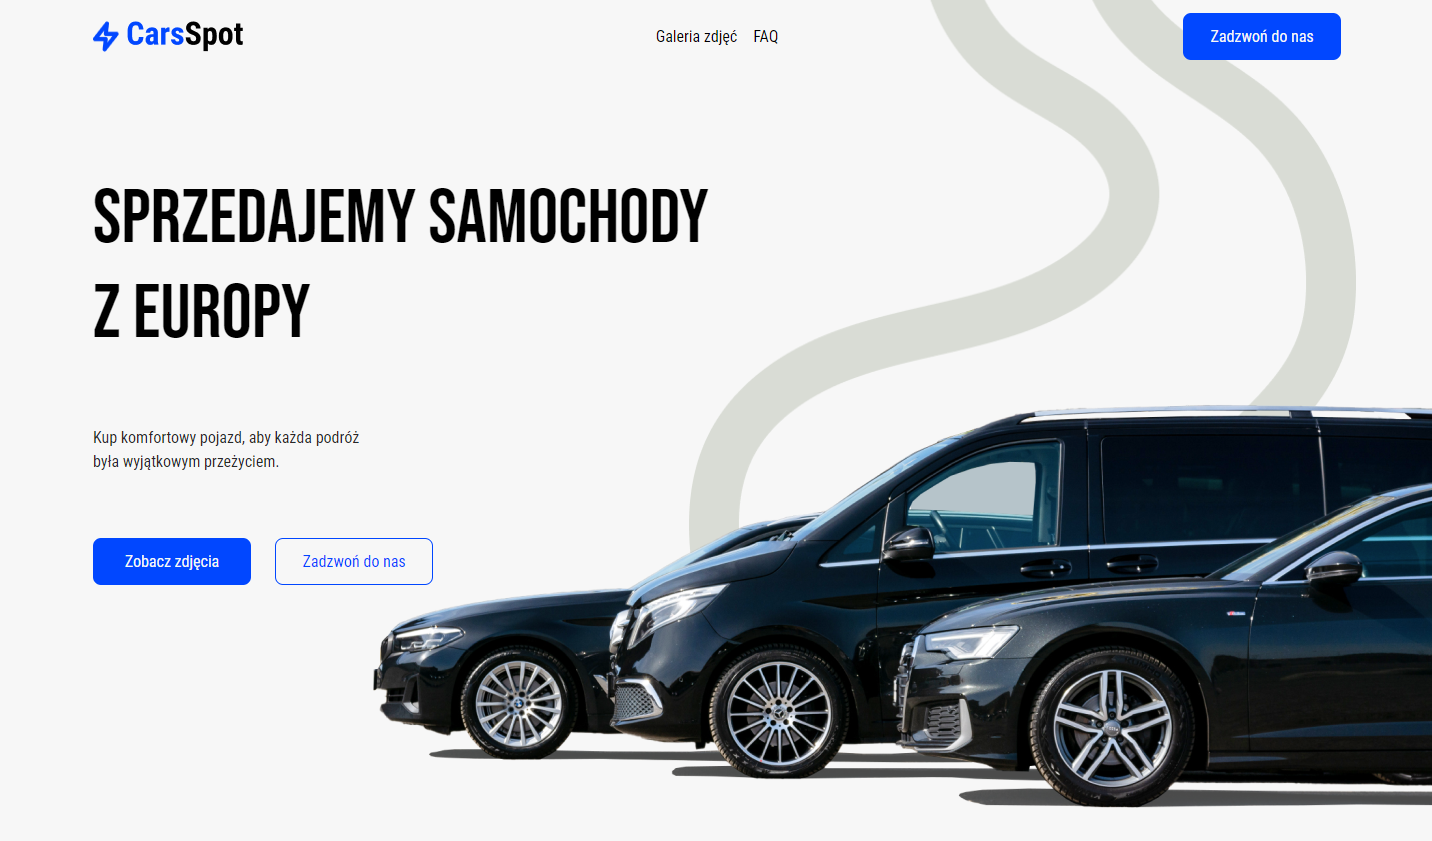 CarsSpot
Galeria zdjęć
FAQ
Zadzwoń do nas
SPRZEDAJEMY SAMOCHODY
Z EUROPY
Kup komfortowy pojazd, aby każda podróż
była wyjątkowym przeżyciem.
Zobacz zdjęcia
Zadzwoń do nas